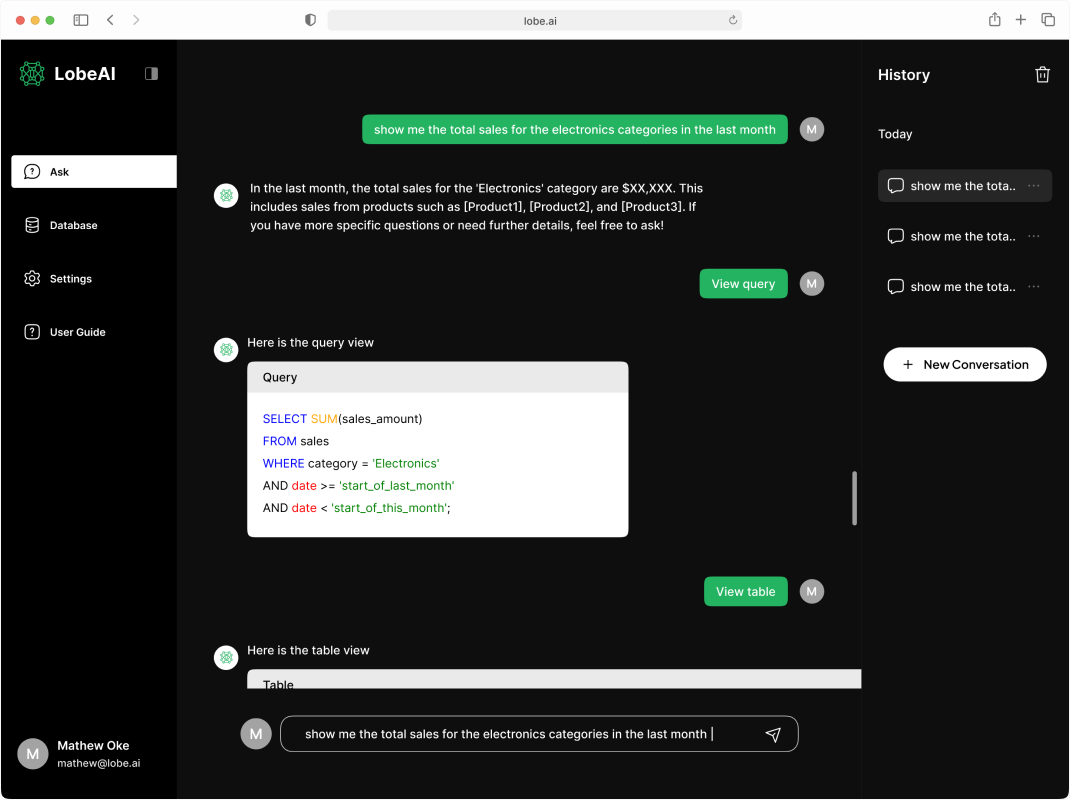 lobe.ai
LobeAI
Ask
Database
Settings
User Guide
M
Mathew Oke
mathew@lobe.ai
show me the total sales for the electronics categories in the last month
M
In the last month, the total sales for the 'Electronics' category are $XX,XXX. This
includes sales from products such as [Product1], [Product2], and [Product3]. If
you have more specific questions or need further details, feel free to ask!
View query
M
Here is the query view
Query
SELECT SUM(sales_amount)
FROM sales
WHERE category = 'Electronics'
AND date >= 'start_of_last_month'
AND date < 'start_of_this_month';
View table
M
Here is the table view
Table
M
show me the total sales for the electronics categories in the last month
History
Today
show me the tota..
show me the tota..
show me the tota..
+ New Conversation